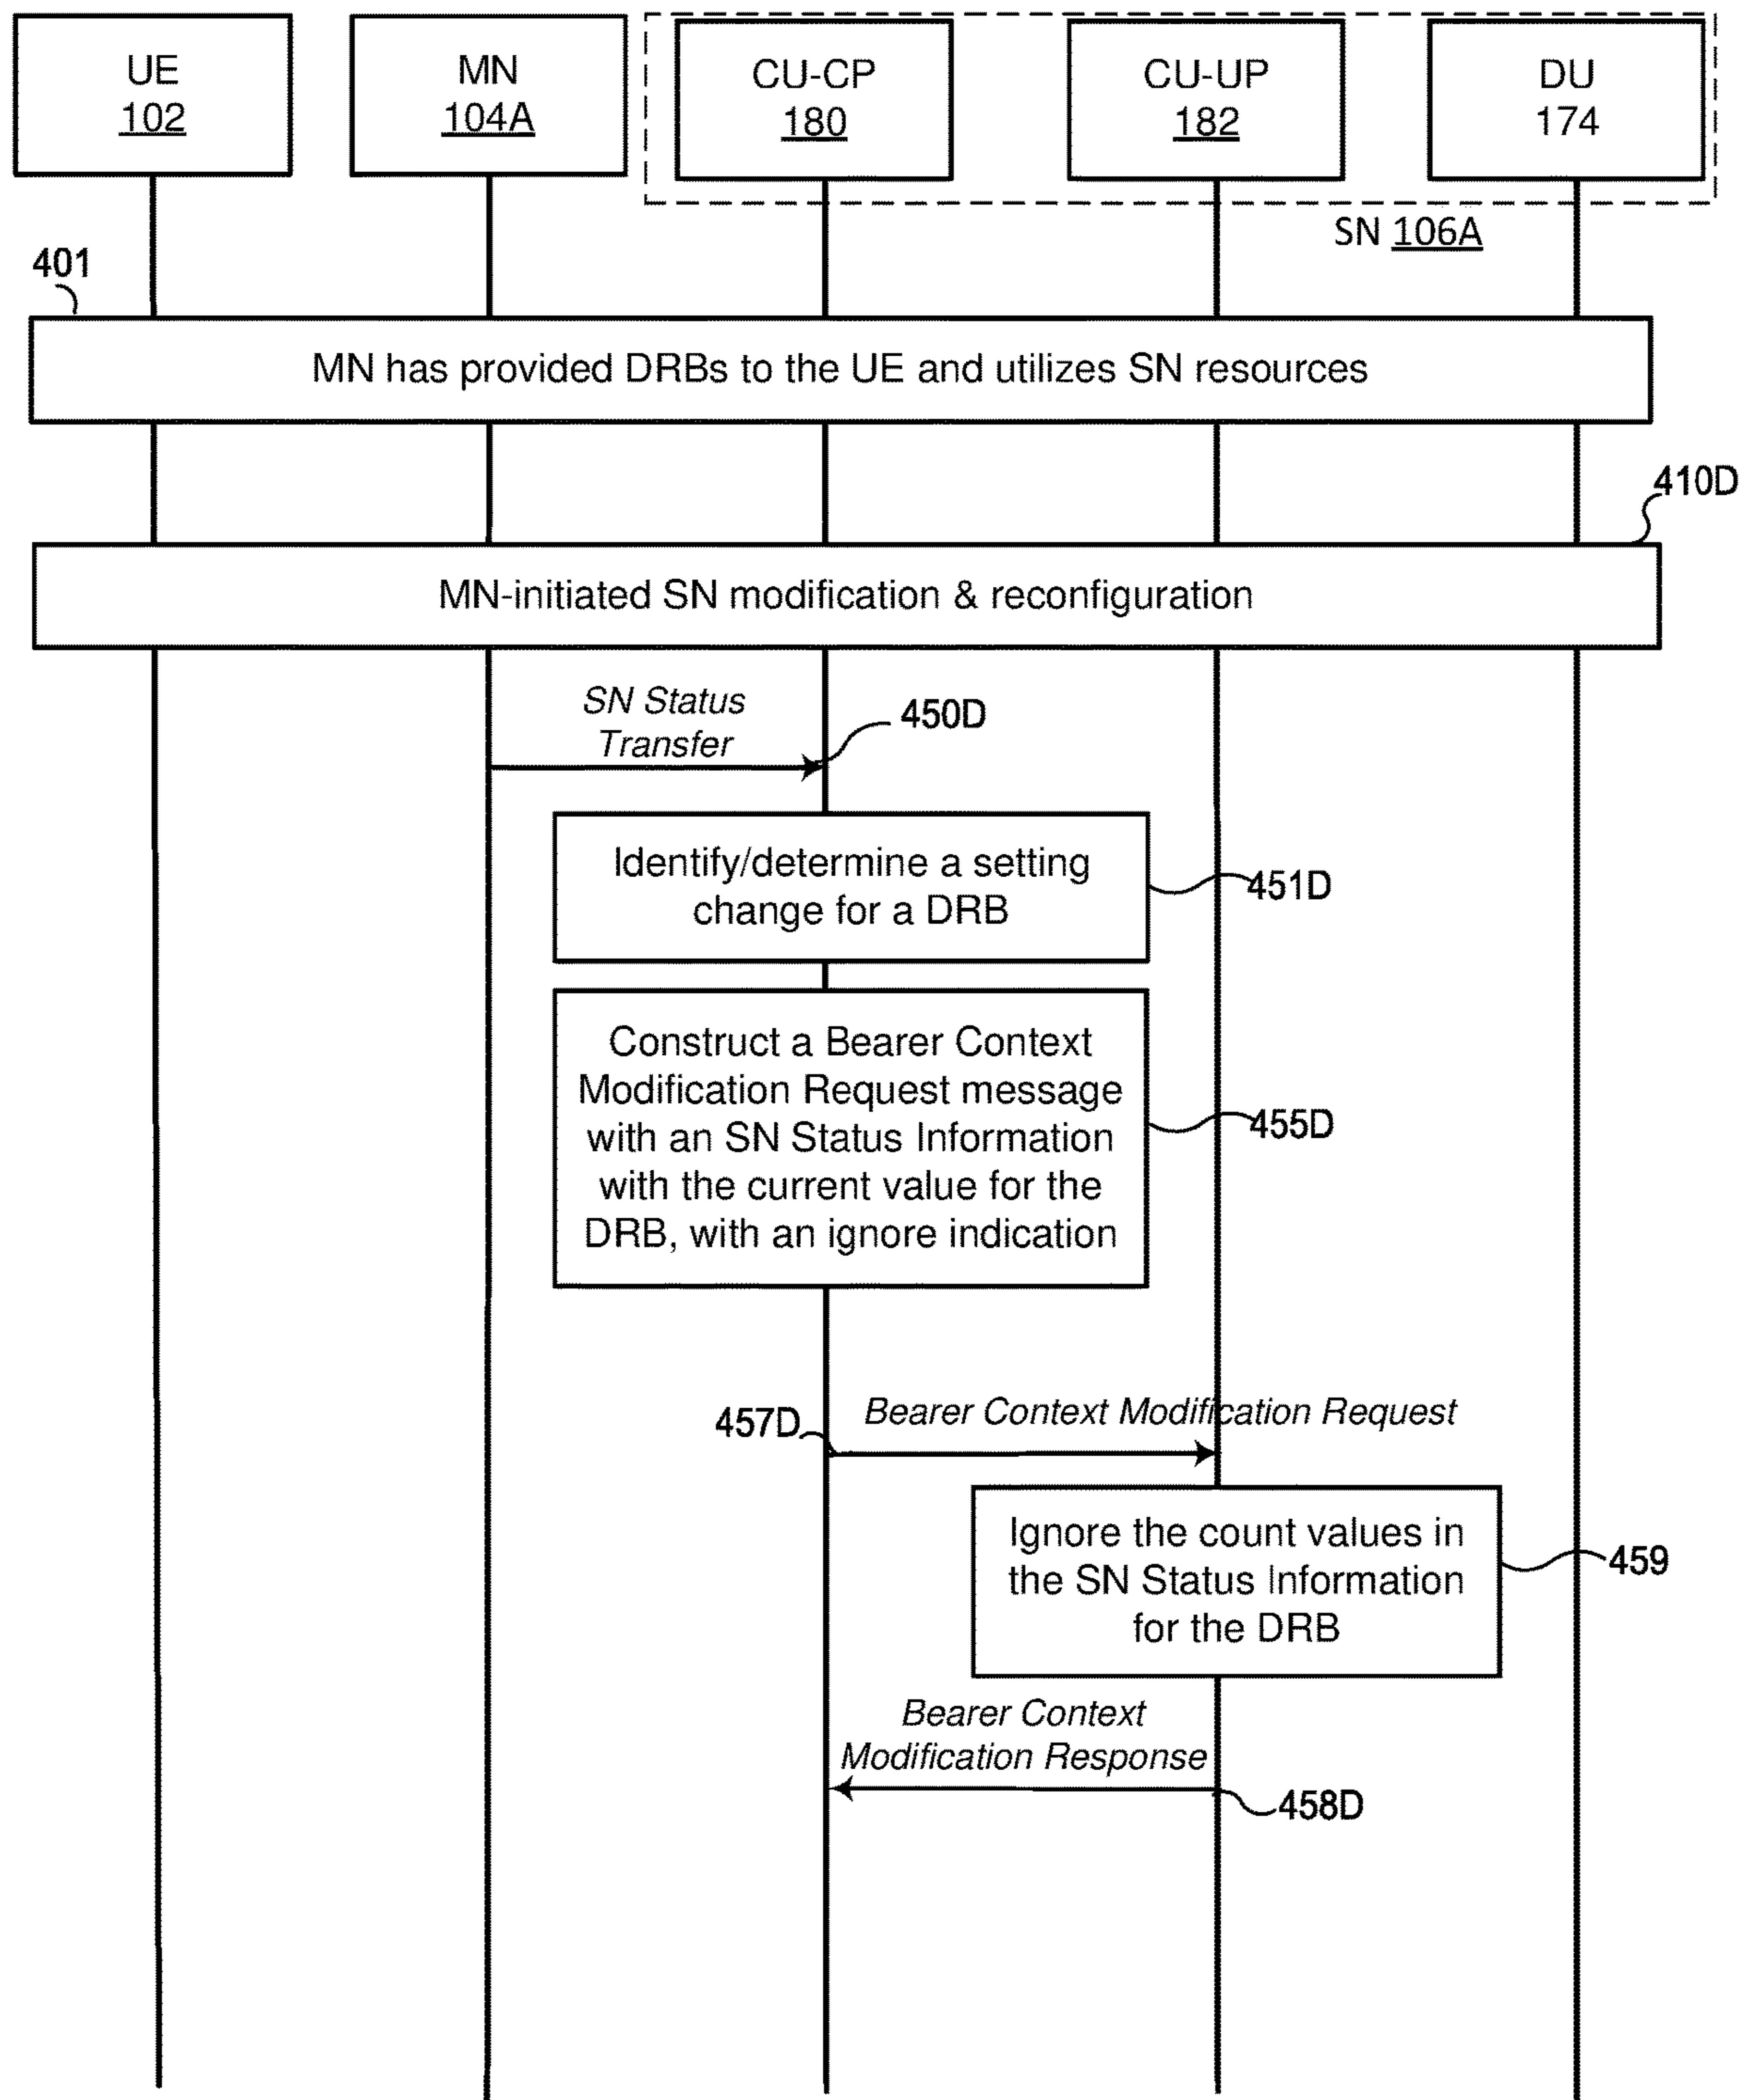 UE
102
MN
104A
CU-CP
180
CU-UP
182
DU
174
SN 106A
401
MN has provided DRBs to the UE and utilizes SN resources
410D
MN-initiated SN modification & reconfiguration
SN Status
Transfer
450D
Identify/determine a setting
change for a DRB
451D
Construct a Bearer Context
Modification Request message
with an SN Status Information
with the current value for the
DRB, with an ignore indication
455D
457D
Bearer Context Modification Request
Ignore the count values in
the SN Status Information
for the DRB
459
Bearer Context
Modification Response
458D